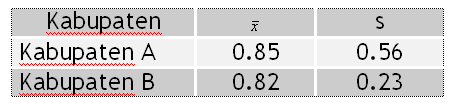 Kabupaten x̄ s
Kabupaten A 0.85 0.56
Kabupaten B 0.82 0.23